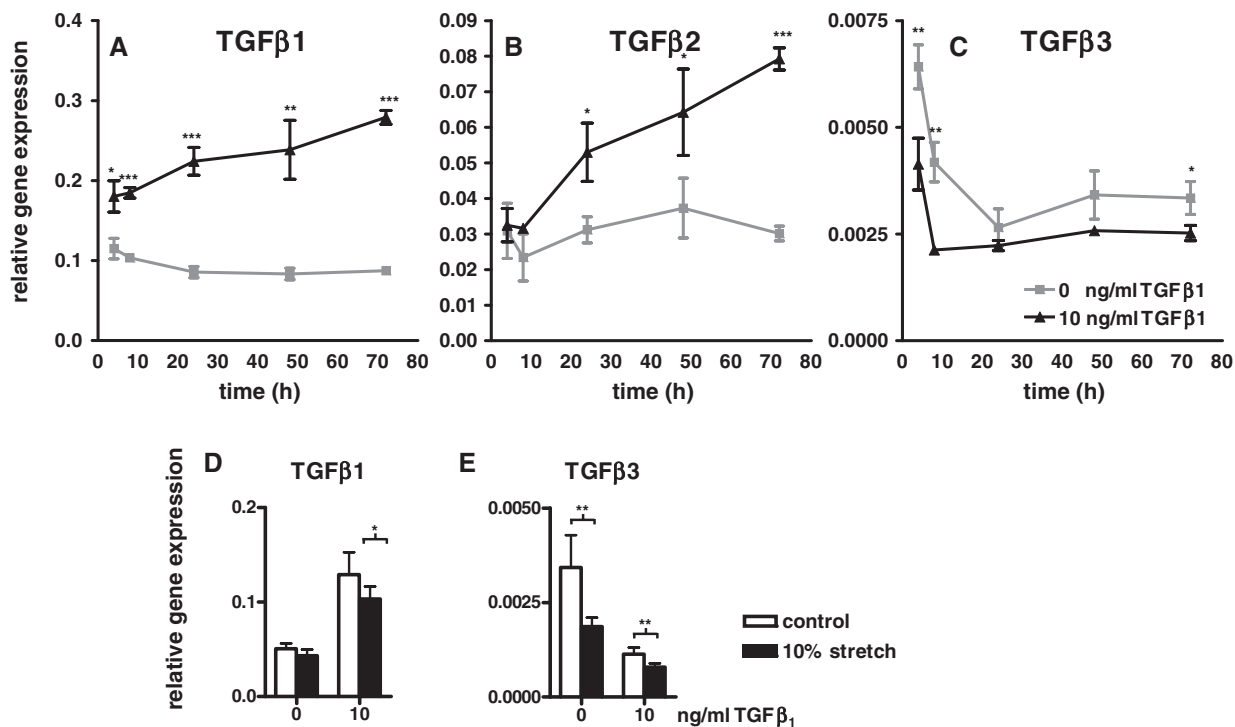 A TGFβ1
B TGFβ2
C TGFβ3
relative gene expression
0.4
0.3
0.2
0.1
0.0
* *** *** ** ***
0 10 20 30 40 50 60 70 80
time (h)
0.09
0.08
0.07
0.06
0.05
0.04
0.03
0.02
0.01
0.00
* * ***
0 10 20 30 40 50 60 70 80
time (h)
0.0075
0.0050
0.0025
0.0000
** ** *
0 ng/ml TGFβ1
10 ng/ml TGFβ1
0 10 20 30 40 50 60 70 80
time (h)
D TGFβ1
relative gene expression
0.2
0.1
0.0
*
0 10
E TGFβ3
0.0050
0.0025
0.0000
** **
0 10 ng/ml TGFβ₁
control
10% stretch